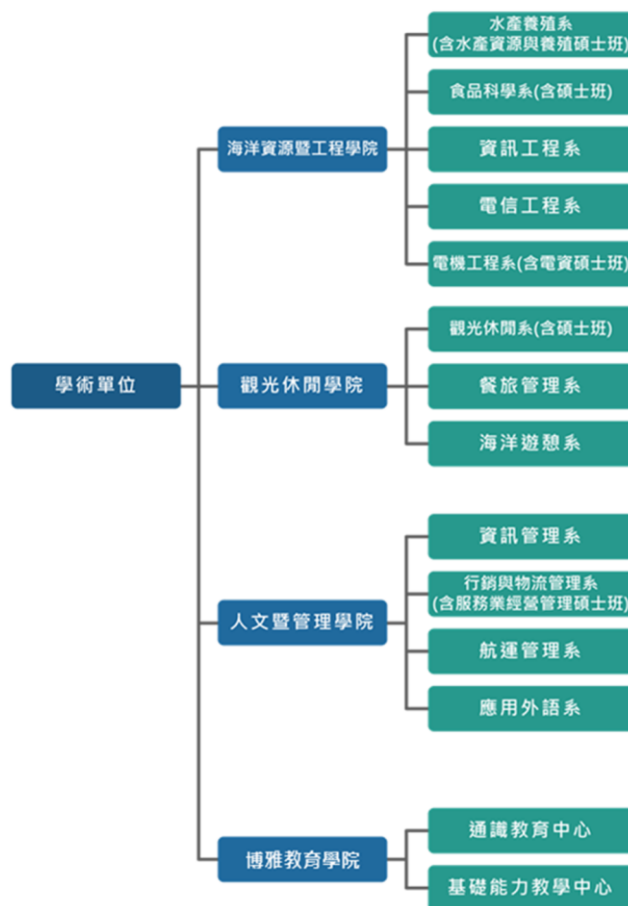 學術單位
海洋資源暨工程學院
水產養殖系
(含水產資源與養殖碩士班)
食品科學系(含碩士班)
資訊工程系
電信工程系
電機工程系(含電資碩士班)
觀光休閒學院
觀光休閒系(含碩士班)
餐旅管理系
海洋遊憩系
人文暨管理學院
資訊管理系
行銷與物流管理系
(含服務業經營管理碩士班)
航運管理系
應用外語系
博雅教育學院
通識教育中心
基礎能力教學中心